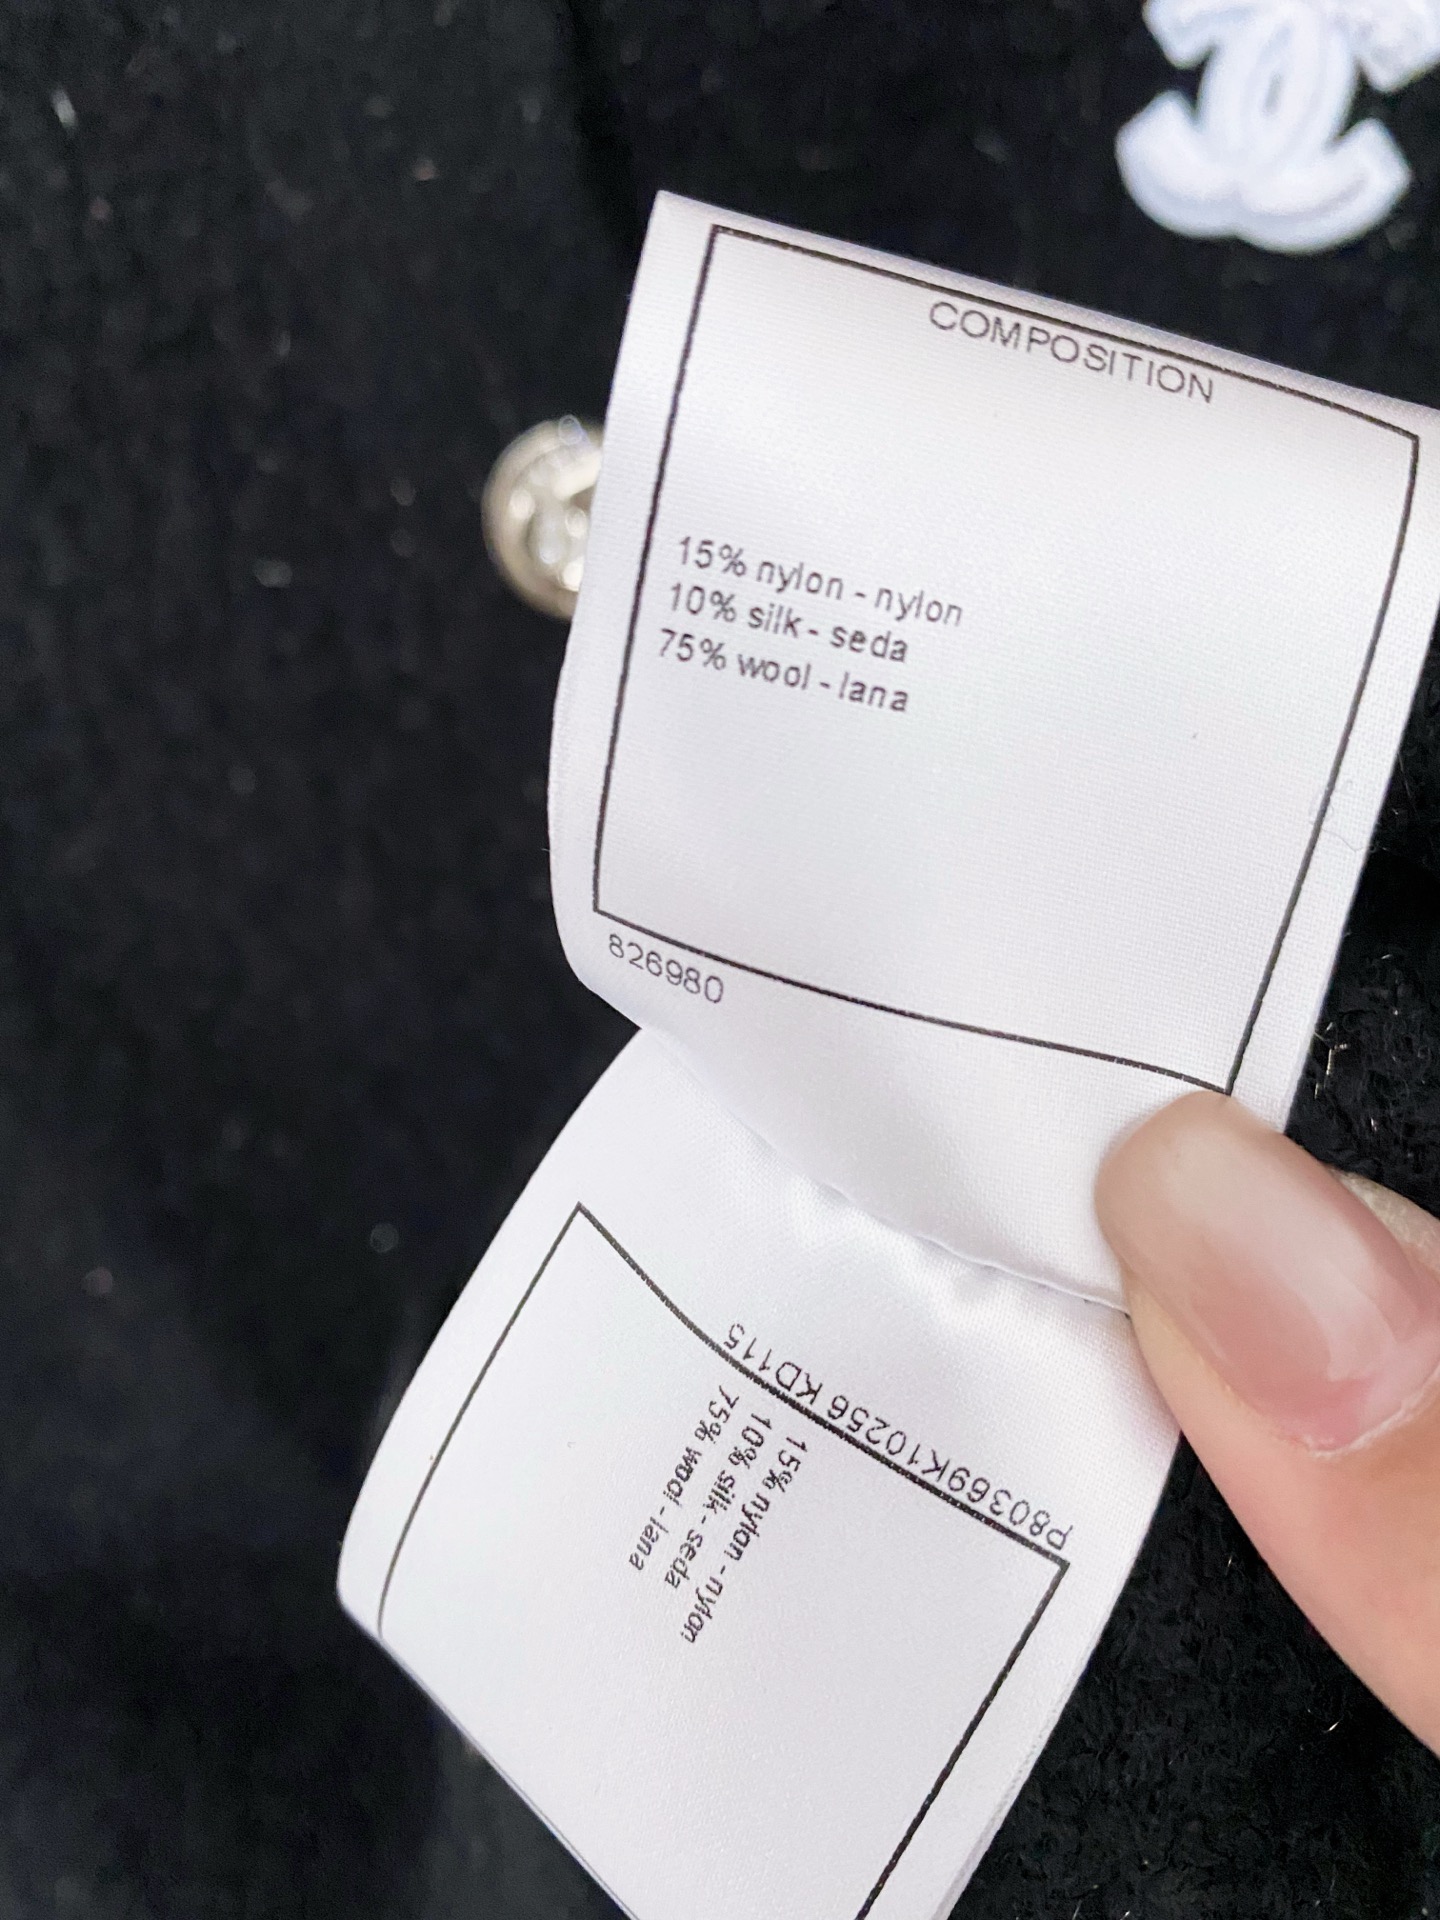 COMPOSITION
15% nylon - nylon
10% silk - seda
75% wool - lana
826980
P80369K10256 KD115
15% nylon - nylon
10% silk - seda
75% wool - lana